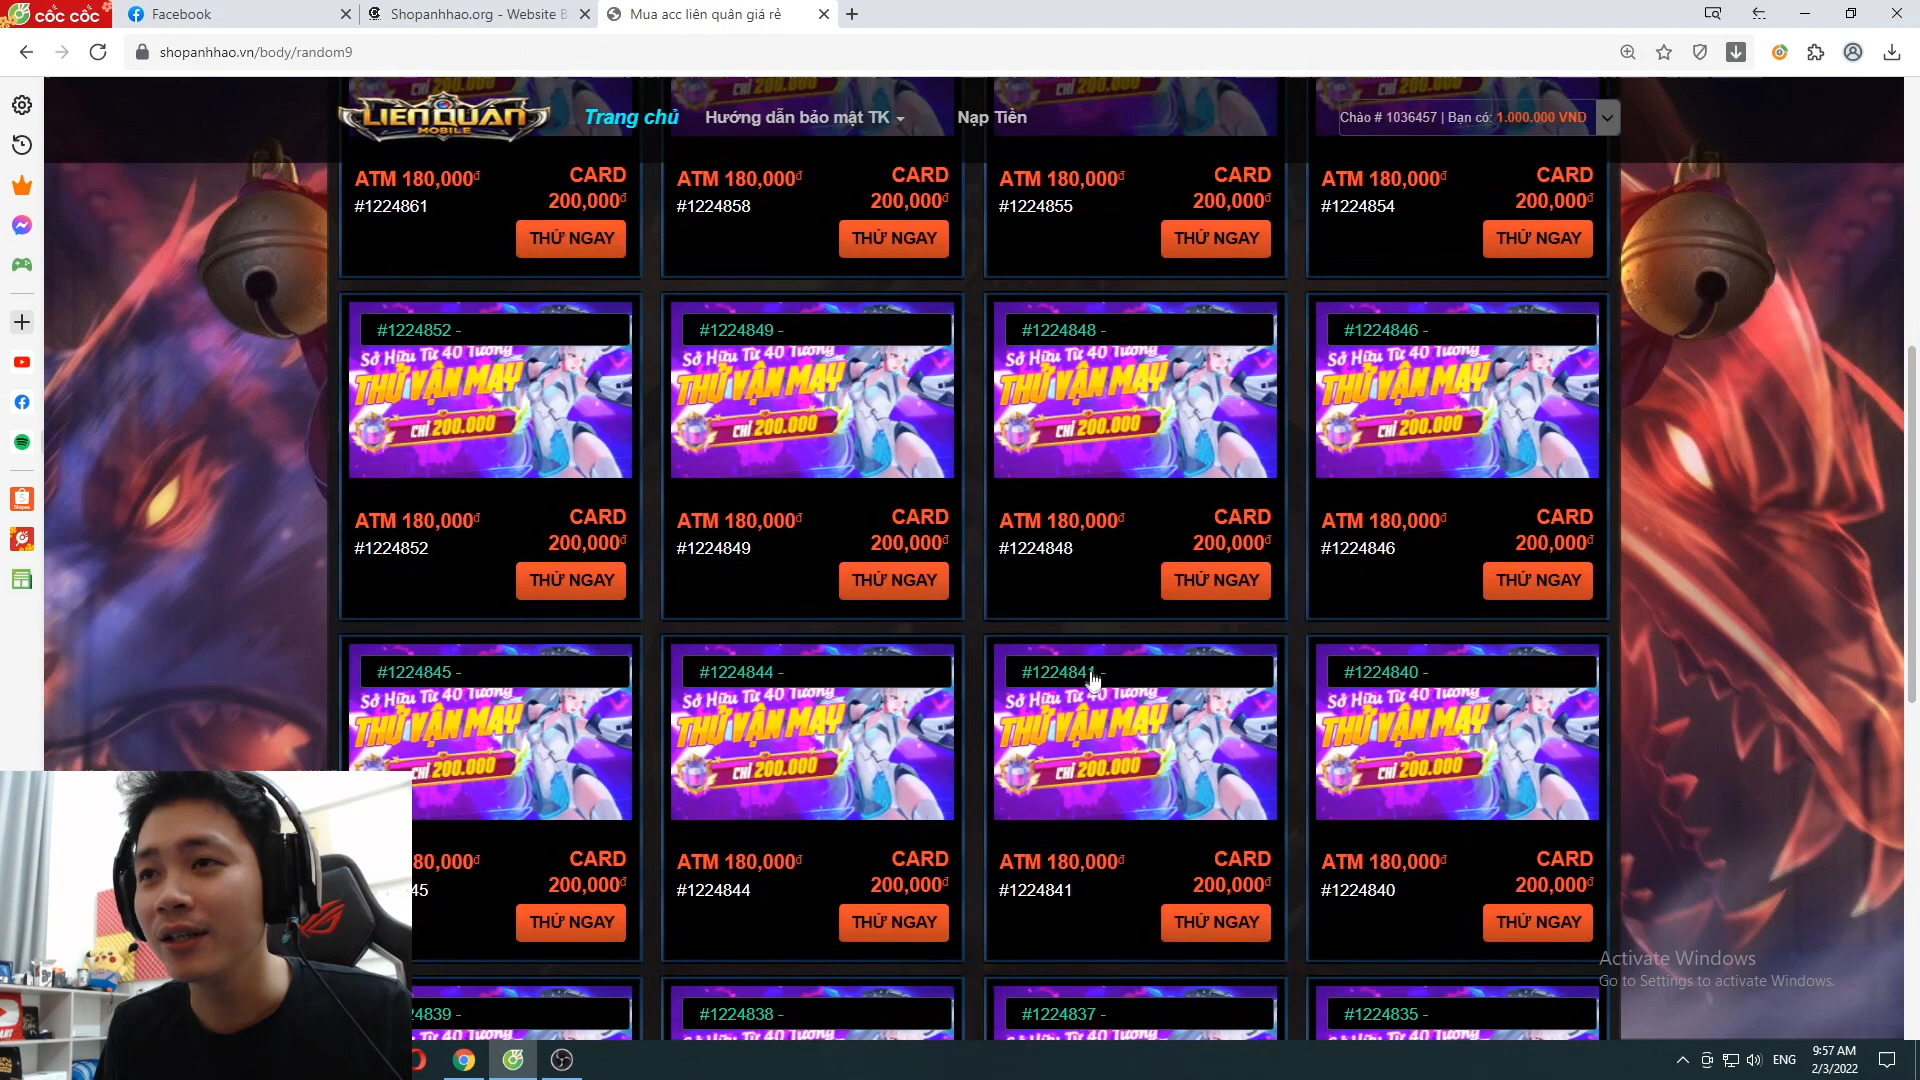 cốc cốc
Facebook
Shopanhhao.org - Website B
Mua acc liên quân giá rẻ
shopanhhao.vn/body/random9
LIÊN QUÂN
MOBILE
Trang chủ
Hướng dẫn bảo mật TK
Nạp Tiền
Chào # 1036457 | Bạn có: 1.000.000 VNĐ
ATM 180,000đ
CARD
200,000đ
#1224861
THỬ NGAY
ATM 180,000đ
CARD
200,000đ
#1224858
THỬ NGAY
ATM 180,000đ
CARD
200,000đ
#1224855
THỬ NGAY
ATM 180,000đ
CARD
200,000đ
#1224854
THỬ NGAY
#1224852 -
Sở Hữu Từ 40 Tướng
THỬ VẬN MAY
CHỈ 200.000
ATM 180,000đ
CARD
200,000đ
#1224852
THỬ NGAY
#1224849 -
Sở Hữu Từ 40 Tướng
THỬ VẬN MAY
CHỈ 200.000
ATM 180,000đ
CARD
200,000đ
#1224849
THỬ NGAY
#1224848 -
Sở Hữu Từ 40 Tướng
THỬ VẬN MAY
CHỈ 200.000
ATM 180,000đ
CARD
200,000đ
#1224848
THỬ NGAY
#1224846 -
Sở Hữu Từ 40 Tướng
THỬ VẬN MAY
CHỈ 200.000
ATM 180,000đ
CARD
200,000đ
#1224846
THỬ NGAY
#1224845 -
Sở Hữu Từ 40 Tướng
THỬ VẬN MAY
CHỈ 200.000
80,000đ
CARD
200,000đ
45
THỬ NGAY
#1224844 -
Sở Hữu Từ 40 Tướng
THỬ VẬN MAY
CHỈ 200.000
ATM 180,000đ
CARD
200,000đ
#1224844
THỬ NGAY
#1224841 -
Sở Hữu Từ 40 Tướng
THỬ VẬN MAY
CHỈ 200.000
ATM 180,000đ
CARD
200,000đ
#1224841
THỬ NGAY
#1224840 -
Sở Hữu Từ 40 Tướng
THỬ VẬN MAY
CHỈ 200.000
ATM 180,000đ
CARD
200,000đ
#1224840
THỬ NGAY
Activate Windows
Go to Settings to activate Windows.
4839 -
#1224838 -
#1224837 -
#1224835 -
ENG
9:57 AM
2/3/2022